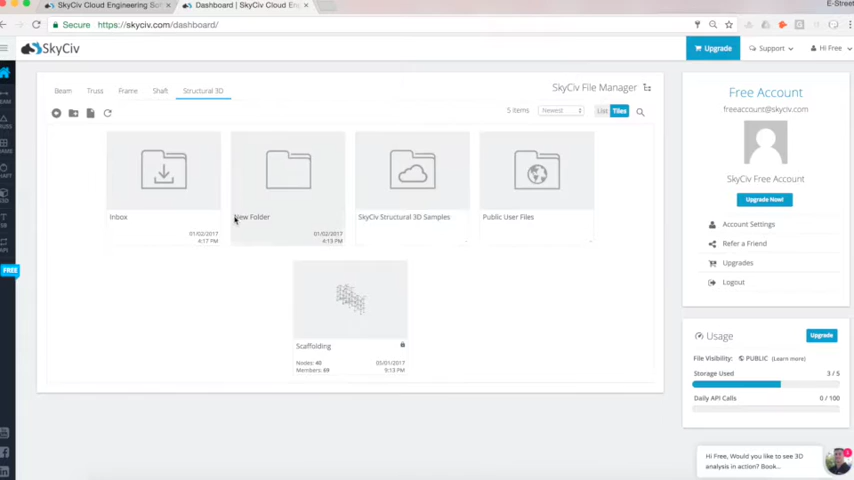 SkyCiv Cloud Engineering Sof
Dashboard | SkyCiv Cloud En
E-Stree
Secure https://skyciv.com/dashboard/
SkyCiv
Upgrade
Support
Hi Free
Beam
Truss
Frame
Shaft
Structural 3D
SkyCiv File Manager
5 items
Newest
List
Tiles
Inbox
01/02/2017
4:17 PM
New Folder
01/02/2017
4:13 PM
SkyCiv Structural 3D Samples
Public User Files
Scaffolding
Nodes: 40
Members: 69
05/01/2017
9:13 PM
FREE
Free Account
freeaccount@skyciv.com
SkyCiv Free Account
Upgrade Now!
Account Settings
Refer a Friend
Upgrades
Logout
Usage
Upgrade
File Visibility: PUBLIC (Learn more)
Storage Used
3 / 5
Daily API Calls
0 / 100
Hi Free, Would you like to see 3D
analysis in action? Book...